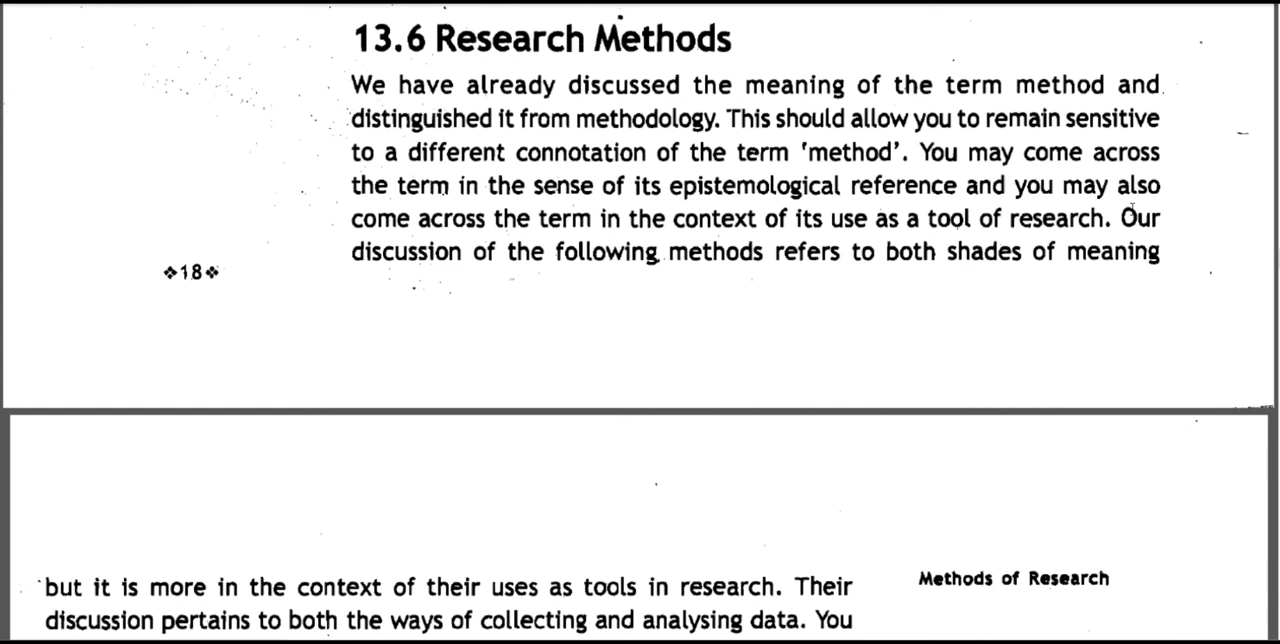 13.6 Research Methods
We have already discussed the meaning of the term method and
distinguished it from methodology. This should allow you to remain sensitive
to a different connotation of the term 'method'. You may come across
the term in the sense of its epistemological reference and you may also
come across the term in the context of its use as a tool of research. Our
discussion of the following methods refers to both shades of meaning
❖18❖
but it is more in the context of their uses as tools in research. Their
discussion pertains to both the ways of collecting and analysing data. You
Methods of Research